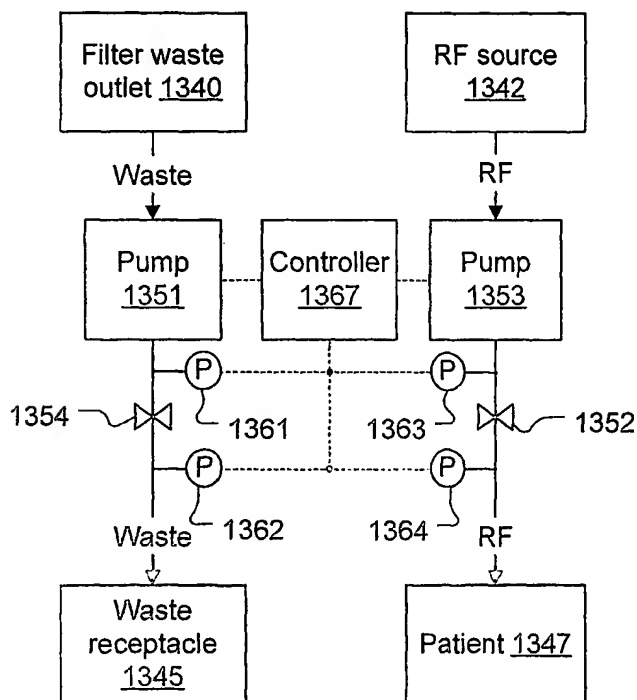 Filter waste
outlet 1340
RF source
1342
Waste
RF
Pump
1351
Controller
1367
Pump
1353
P
P
1354
1361
1363
1352
P
P
1362
1364
Waste
RF
Waste
receptacle
1345
Patient 1347